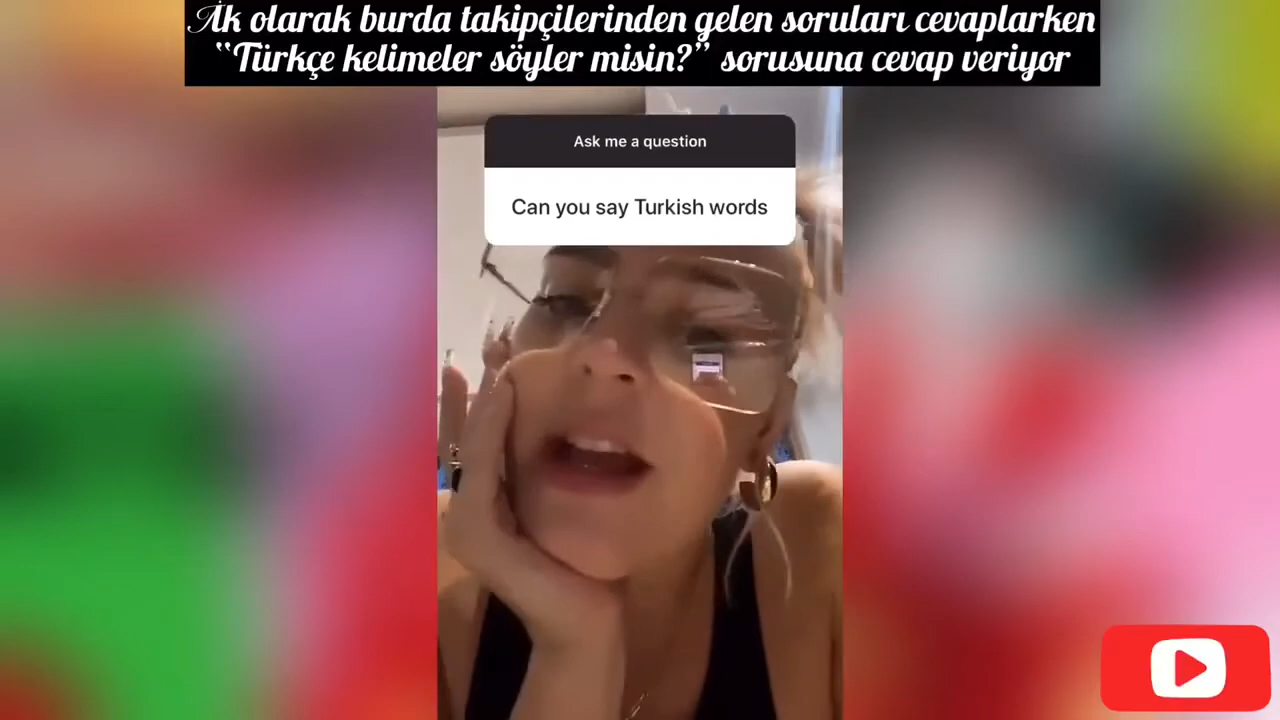 İlk olarak burda takipçilerinden gelen soruları cevaplarken
“Türkçe kelimeler söyler misin?” sorusuna cevap veriyor
Ask me a question
Can you say Turkish words